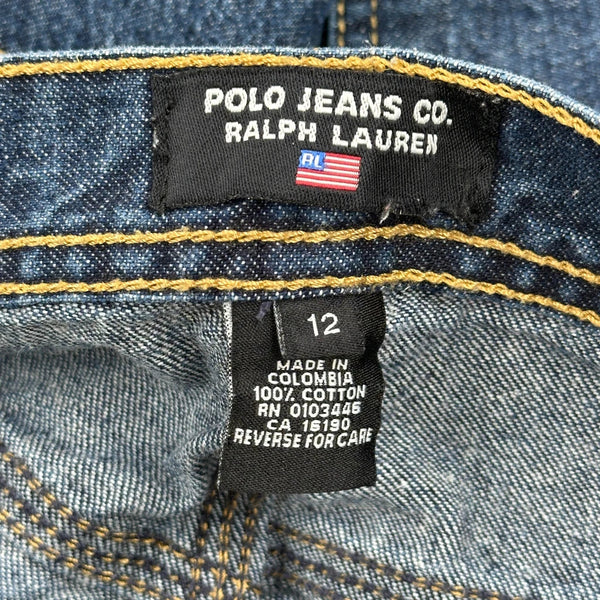 POLO JEANS CO.
RALPH LAUREN
RL
12
MADE IN
COLOMBIA
100% COTTON
RN 0103446
CA 16190
REVERSE FOR CARE